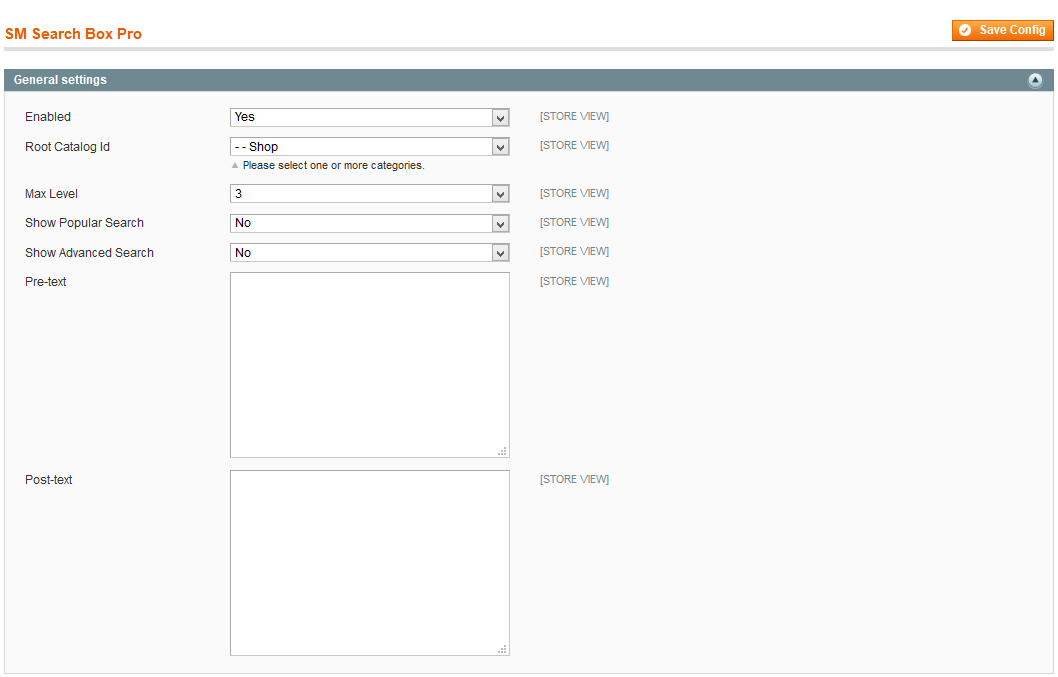 SM Search Box Pro
Save Config
General settings
Enabled Yes [STORE VIEW]
Root Catalog Id - - Shop [STORE VIEW]
Please select one or more categories.
Max Level 3 [STORE VIEW]
Show Popular Search No [STORE VIEW]
Show Advanced Search No [STORE VIEW]
Pre-text [STORE VIEW]
Post-text [STORE VIEW]